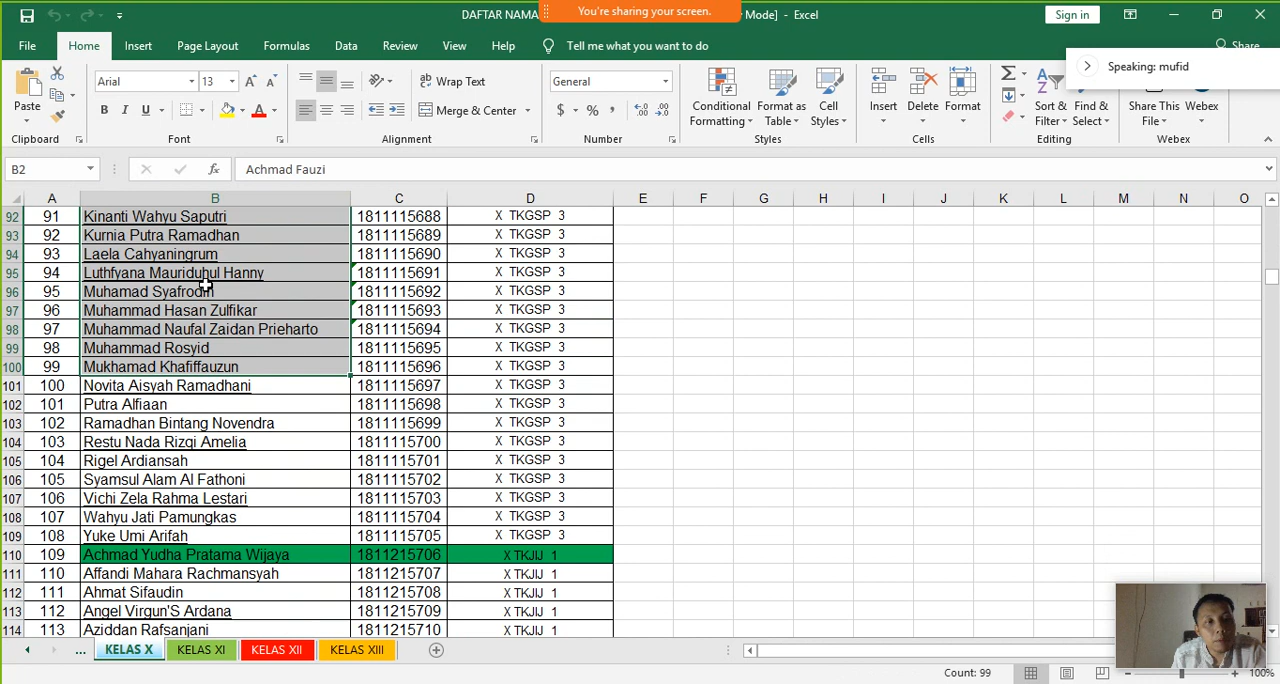 DAFTAR NAMA
You're sharing your screen.
Mode] - Excel
Sign in
File Home Insert Page Layout Formulas Data Review View Help Tell me what you want to do Share
Speaking: mufid
Paste
Arial 13
B I U
Wrap Text
Merge & Center
General
$ % ,
Conditional Formatting
Format as Table
Cell Styles
Insert Delete Format
Sort & Filter
Find & Select
Share This File
Webex
Clipboard Font Alignment Number Styles Cells Editing Webex
B2 fx Achmad Fauzi
A B C D E F G H I J K L M N O
92 91 Kinanti Wahyu Saputri 1811115688 X TKGSP 3
93 92 Kurnia Putra Ramadhan 1811115689 X TKGSP 3
94 93 Laela Cahyaningrum 1811115690 X TKGSP 3
95 94 Luthfyana Mauriduhul Hanny 1811115691 X TKGSP 3
96 95 Muhamad Syafrodin 1811115692 X TKGSP 3
97 96 Muhammad Hasan Zulfikar 1811115693 X TKGSP 3
98 97 Muhammad Naufal Zaidan Prieharto 1811115694 X TKGSP 3
99 98 Muhammad Rosyid 1811115695 X TKGSP 3
100 99 Mukhamad Khafiffauzun 1811115696 X TKGSP 3
101 100 Novita Aisyah Ramadhani 1811115697 X TKGSP 3
102 101 Putra Alfiaan 1811115698 X TKGSP 3
103 102 Ramadhan Bintang Novendra 1811115699 X TKGSP 3
104 103 Restu Nada Rizqi Amelia 1811115700 X TKGSP 3
105 104 Rigel Ardiansah 1811115701 X TKGSP 3
106 105 Syamsul Alam Al Fathoni 1811115702 X TKGSP 3
107 106 Vichi Zela Rahma Lestari 1811115703 X TKGSP 3
108 107 Wahyu Jati Pamungkas 1811115704 X TKGSP 3
109 108 Yuke Umi Arifah 1811115705 X TKGSP 3
110 109 Achmad Yudha Pratama Wijaya 1811215706 X TKJIJ 1
111 110 Affandi Mahara Rachmansyah 1811215707 X TKJIJ 1
112 111 Ahmat Sifaudin 1811215708 X TKJIJ 1
113 112 Angel Virgun'S Ardana 1811215709 X TKJIJ 1
114 113 Aziddan Rafsanjani 1811215710 X TKJIJ 1
... KELAS X KELAS XI KELAS XII KELAS XIII
Count: 99 100%